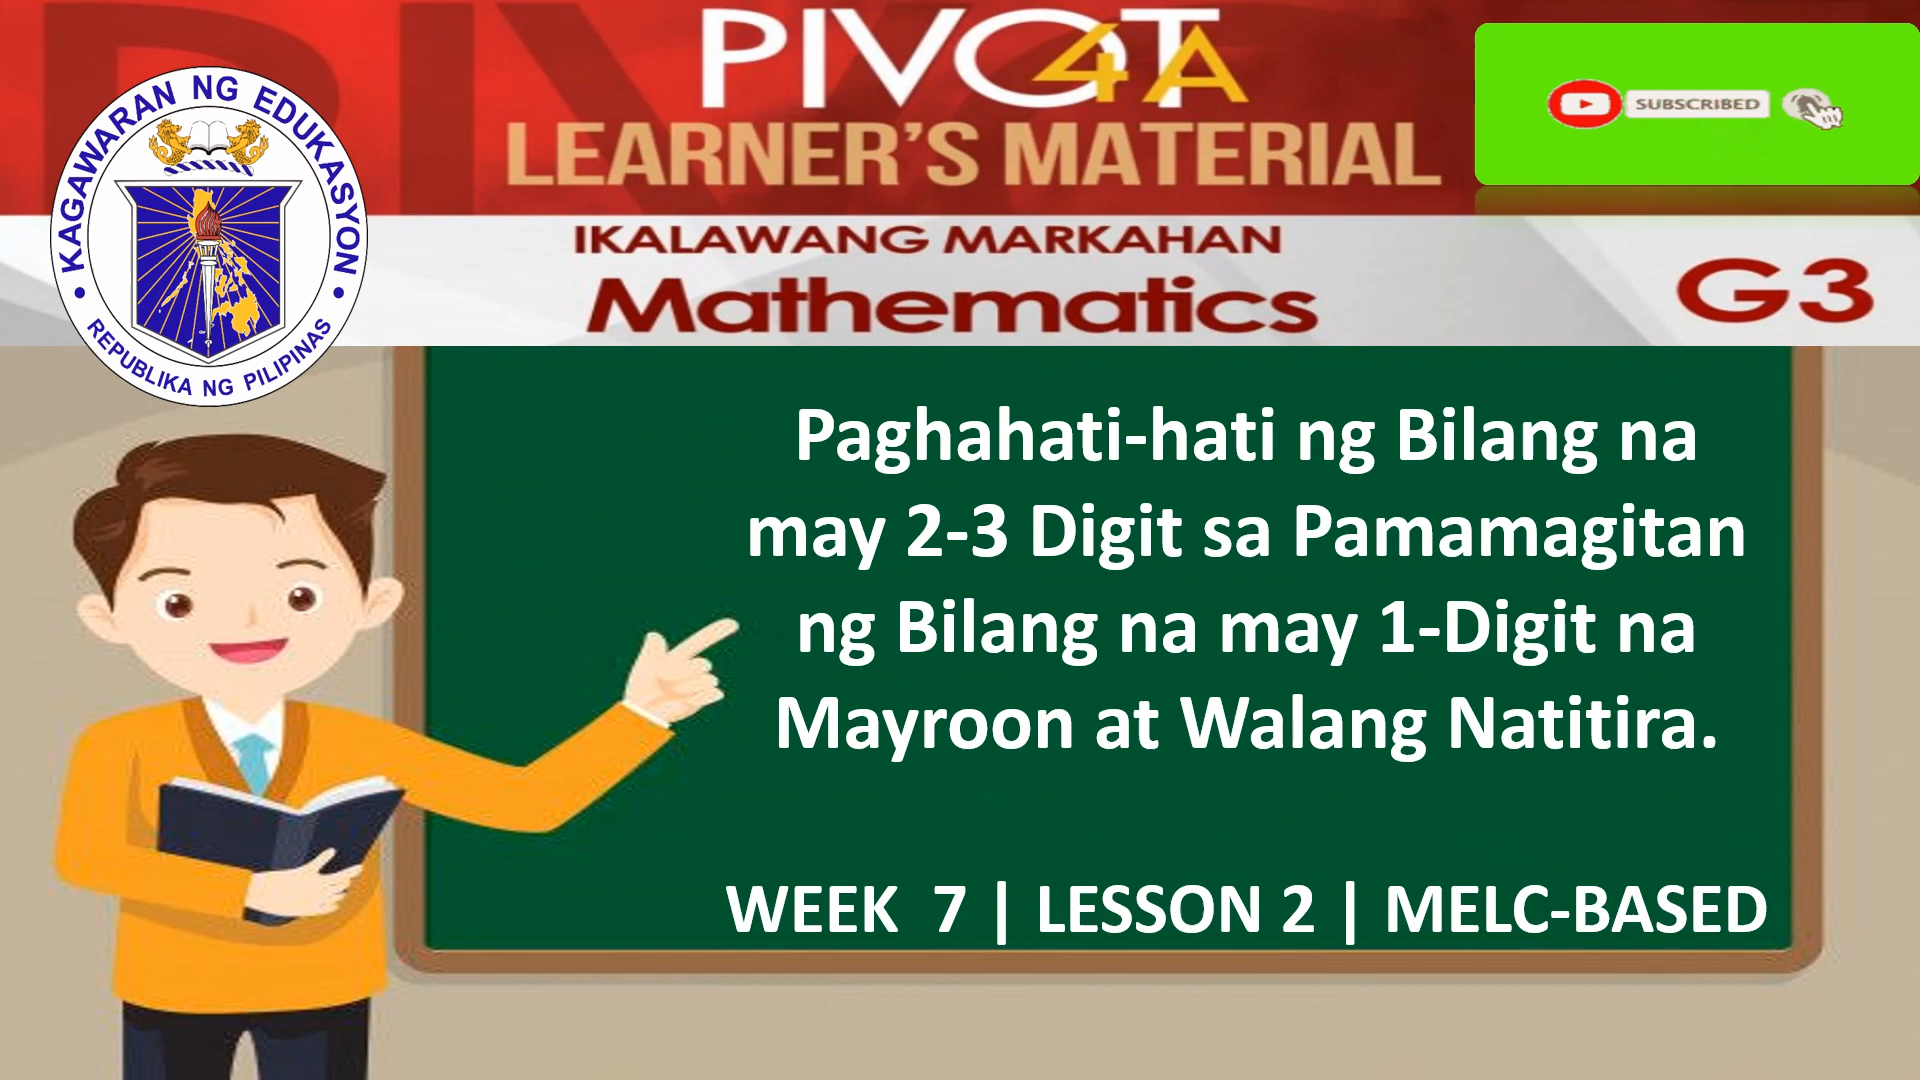 PIVOT 4A
LEARNER'S MATERIAL
SUBSCRIBED
KAGAWARAN NG EDUKASYON
REPUBLIKA NG PILIPINAS
IKALAWANG MARKAHAN
Mathematics
G3
Paghahati-hati ng Bilang na
may 2-3 Digit sa Pamamagitan
ng Bilang na may 1-Digit na
Mayroon at Walang Natitira.
WEEK 7 | LESSON 2 | MELC-BASED